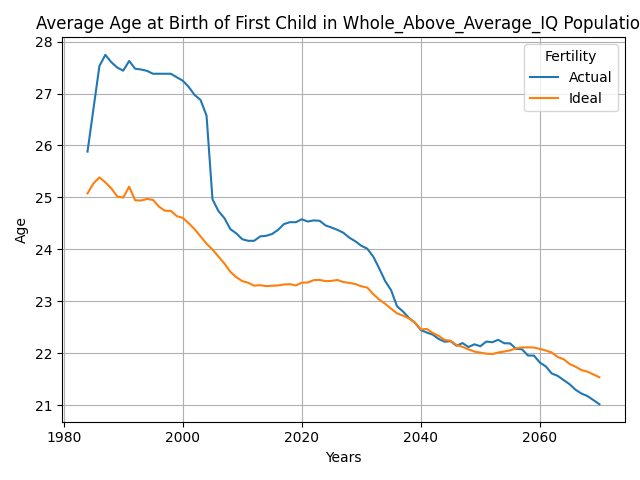 Average Age at Birth of First Child in Whole_Above_Average_IQ Populatio
28
27
26
25
24
23
22
21
Age
Fertility
Actual
Ideal
1980
2000
2020
2040
2060
Years